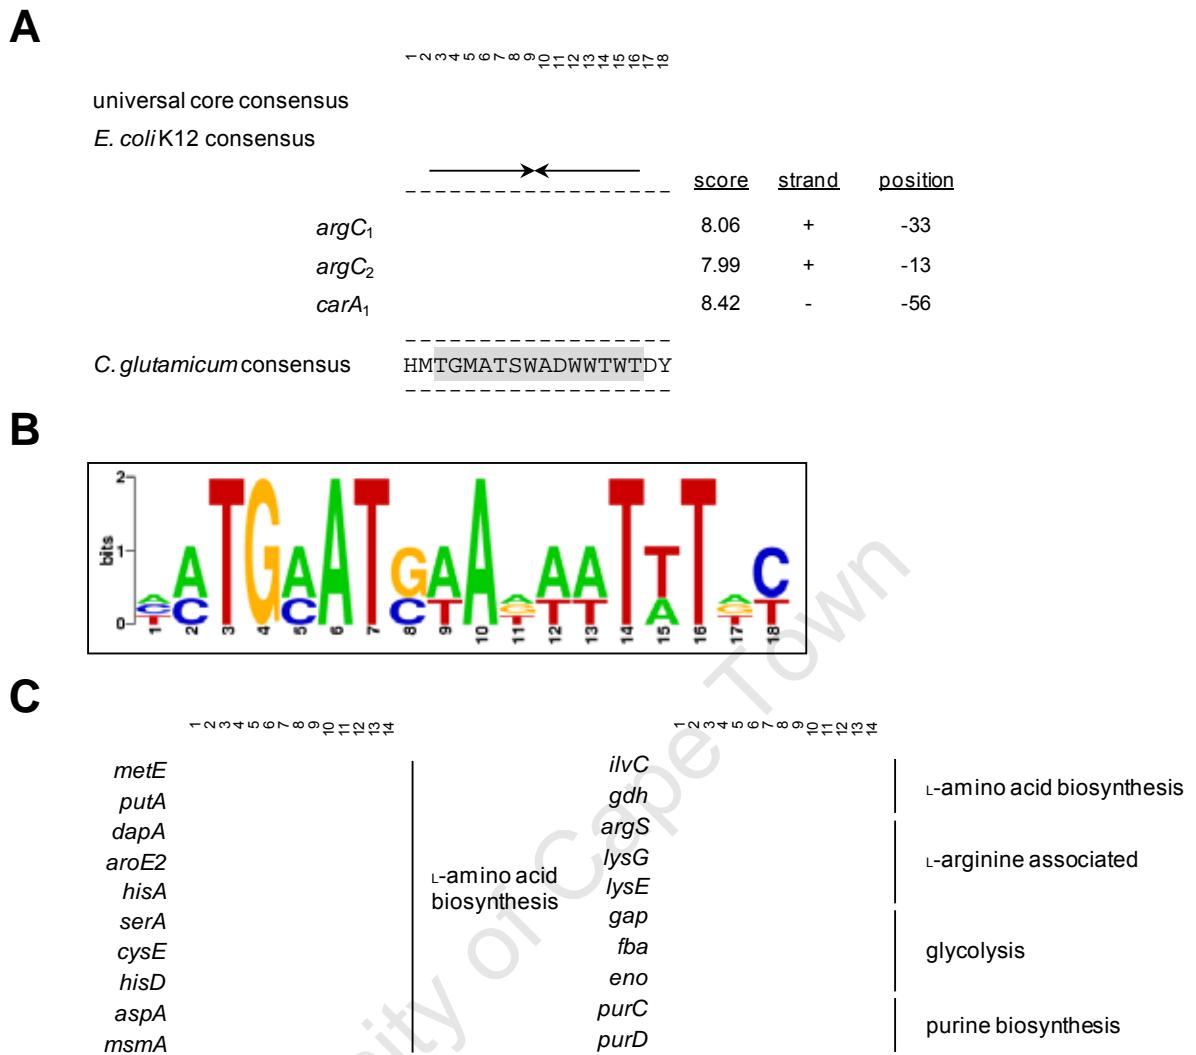 A
1 2 3 4 5 6 7 8 9 10 11 12 13 14 15 16 17 18
universal core consensus
E. coli K12 consensus
score strand position
argC1 8.06 + -33
argC2 7.99 + -13
carA1 8.42 - -56
C. glutamicum consensus HMTGMATSWADWWTWTDY
B
2
bits
1
0
1 2 3 4 5 6 7 8 9 10 11 12 13 14 15 16 17 18
A C T A C T G A C A T G C A T A G A T A T A T T T A T A G T C T
C
1 2 3 4 5 6 7 8 9 10 11 12 13 14
1 2 3 4 5 6 7 8 9 10 11 12 13 14
metE
putA
dapA
aroE2
hisA
serA
cysE
hisD
aspA
msmA
L-amino acid
biosynthesis
ilvC
gdh
argS
lysG
lysE
gap
fba
eno
purC
purD
L-amino acid biosynthesis
L-arginine associated
glycolysis
purine biosynthesis
University of Cape Town